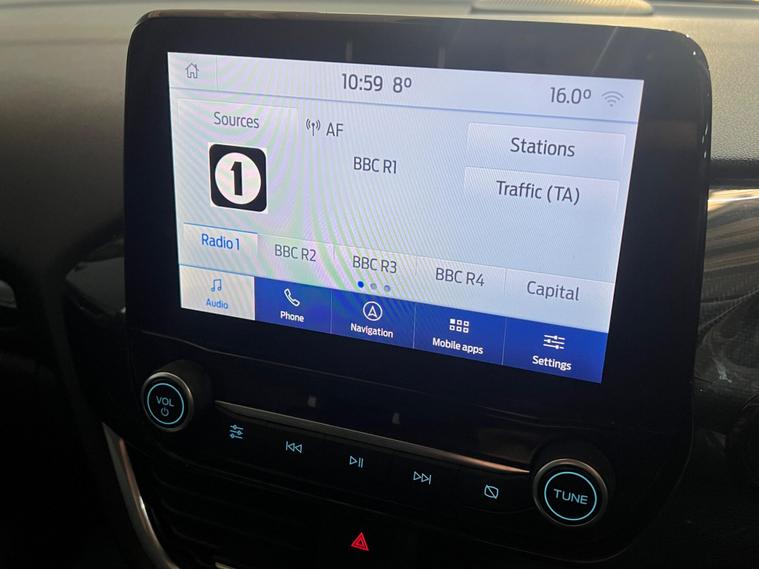 10:59 8º 16.0º
Sources
AF
1
BBC R1
Stations
Traffic (TA)
Radio 1 BBC R2 BBC R3 BBC R4 Capital
Audio Phone Navigation Mobile apps Settings
VOL
TUNE